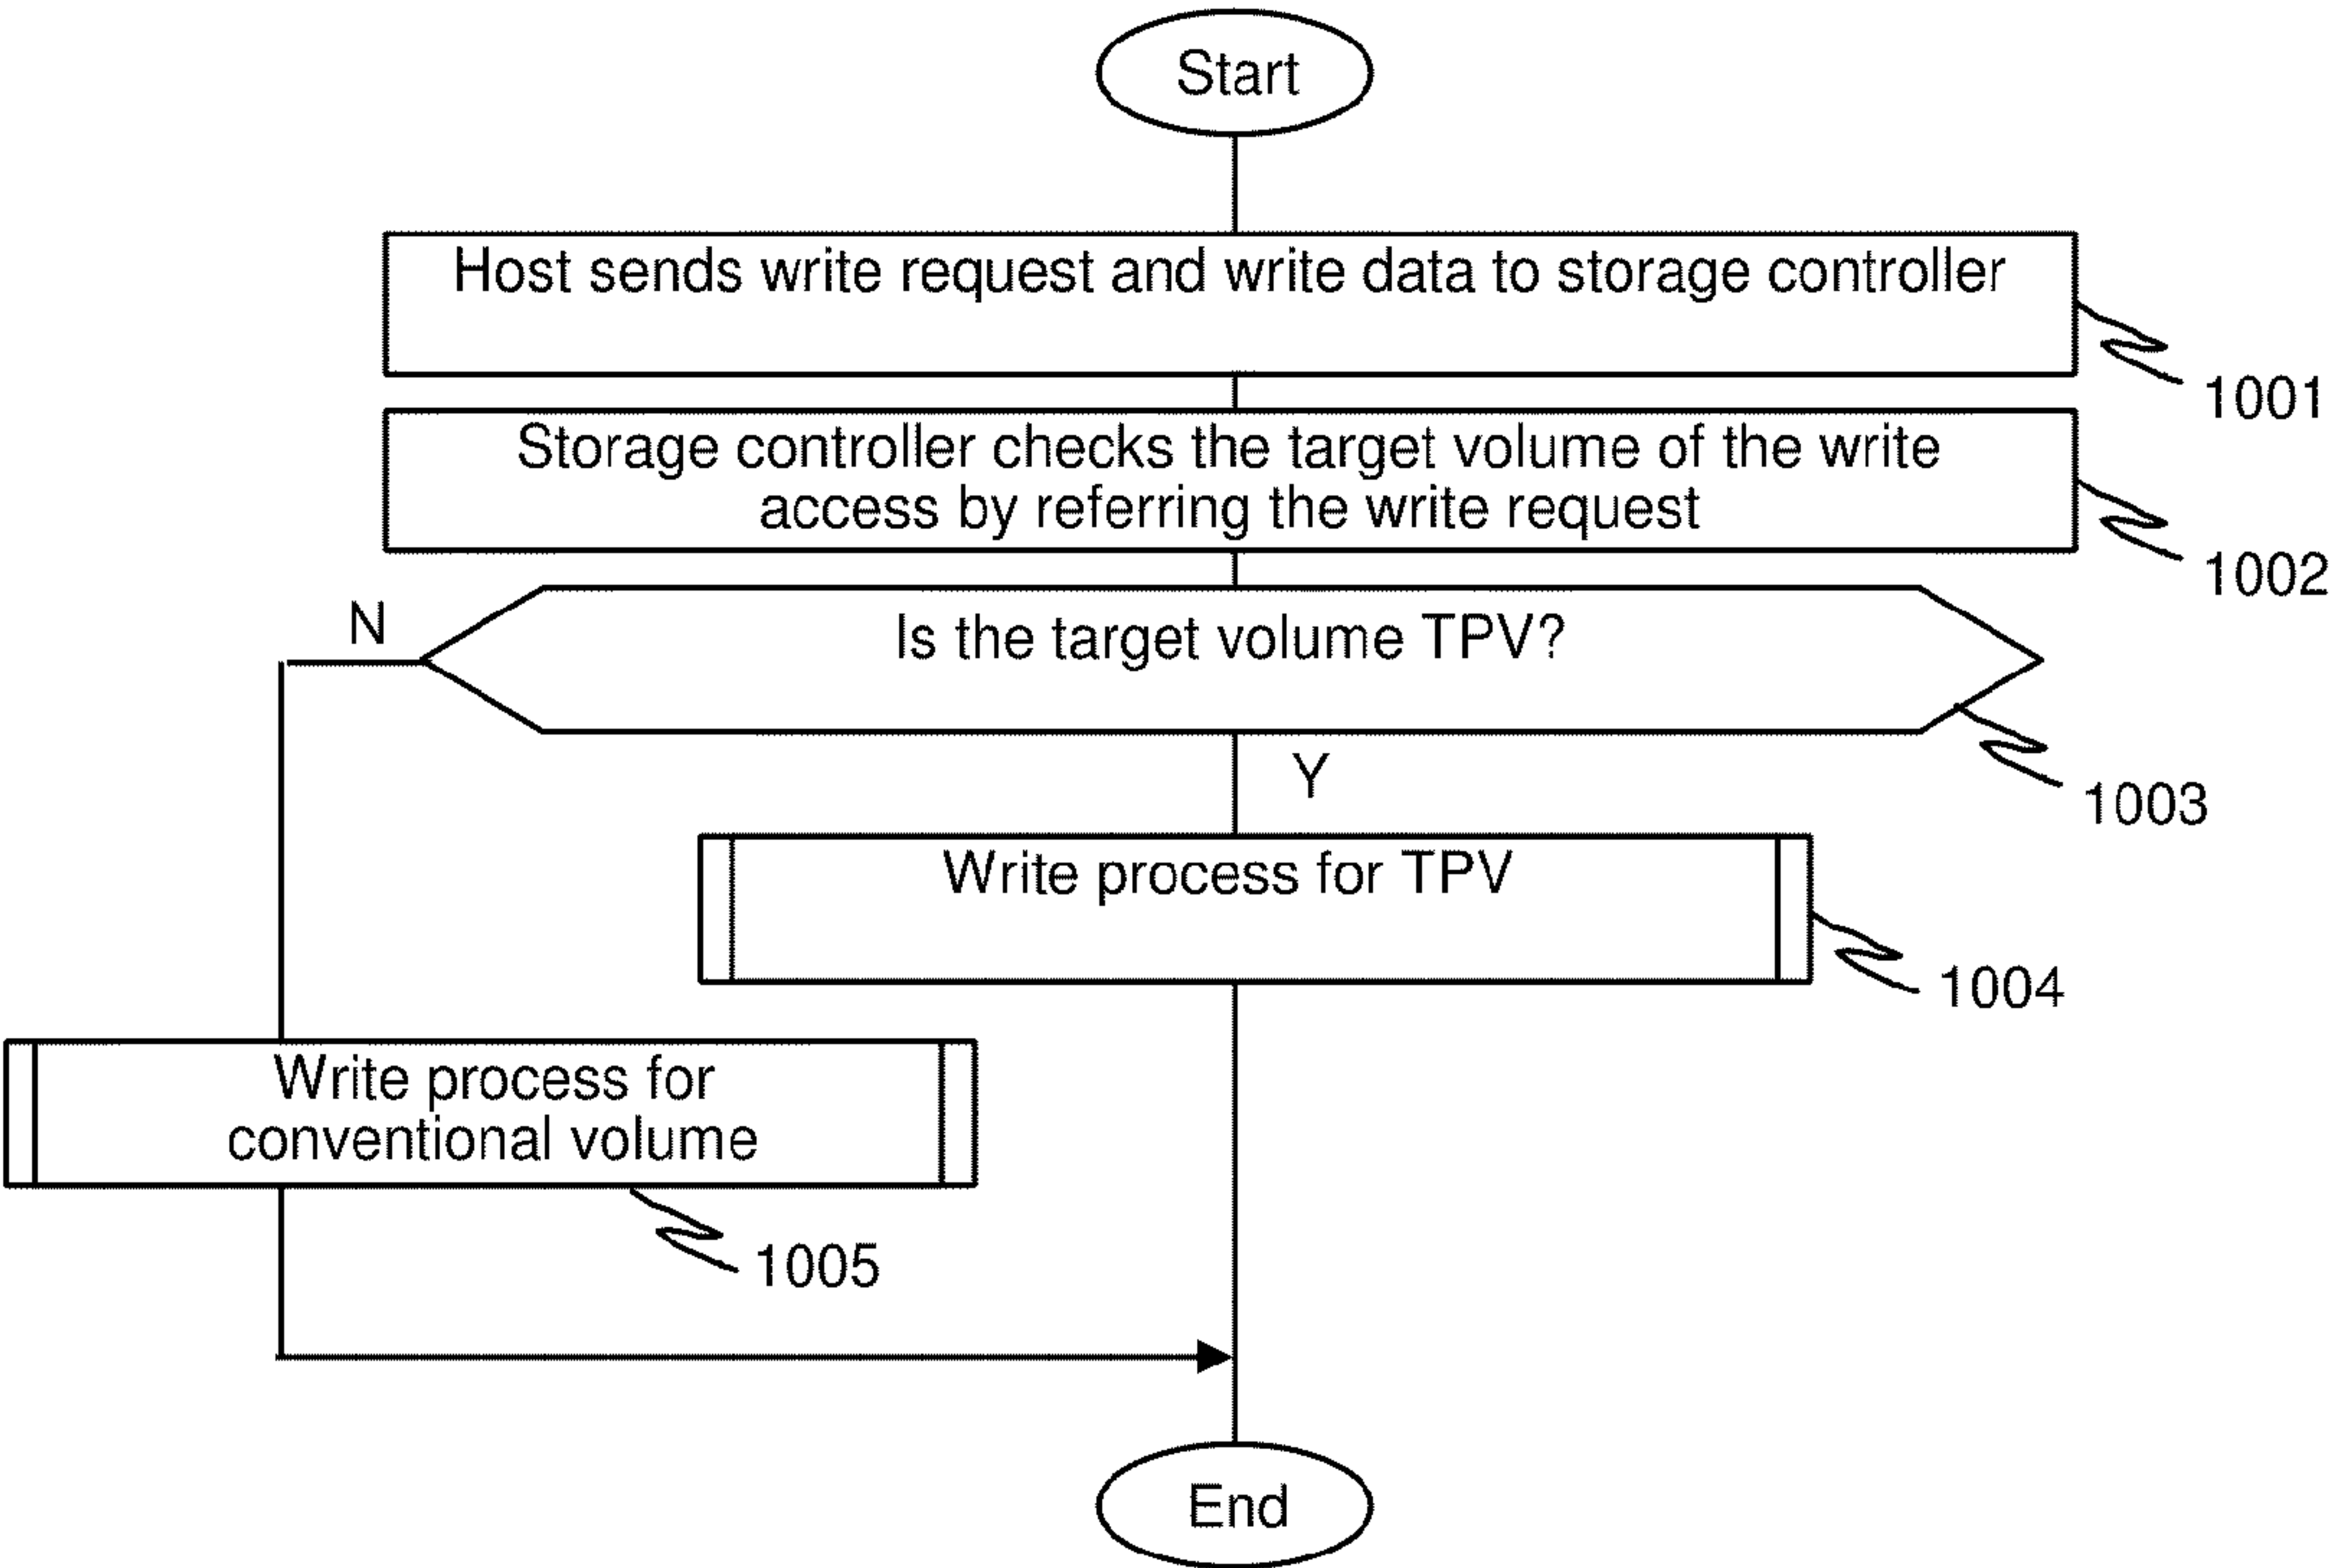 Start
Host sends write request and write data to storage controller
1001
Storage controller checks the target volume of the write
access by referring the write request
1002
N
Is the target volume TPV?
Y
1003
Write process for TPV
1004
Write process for
conventional volume
1005
End